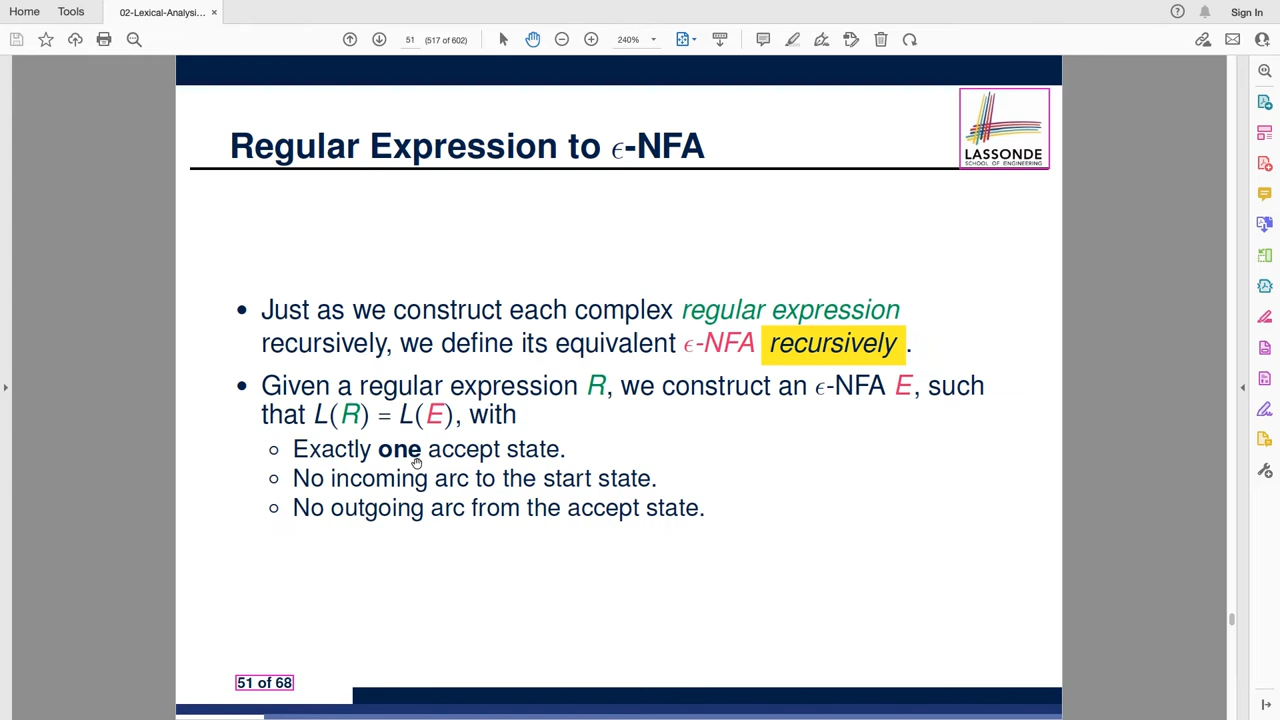 Home Tools 02-Lexical-Analysi... × Sign In
51 (517 of 602) 240%
Regular Expression to ϵ-NFA
LASSONDE
SCHOOL OF ENGINEERING
• Just as we construct each complex regular expression
recursively, we define its equivalent ϵ-NFA recursively .
• Given a regular expression R, we construct an ϵ-NFA E, such
that L(R) = L(E), with
○ Exactly one accept state.
○ No incoming arc to the start state.
○ No outgoing arc from the accept state.
51 of 68